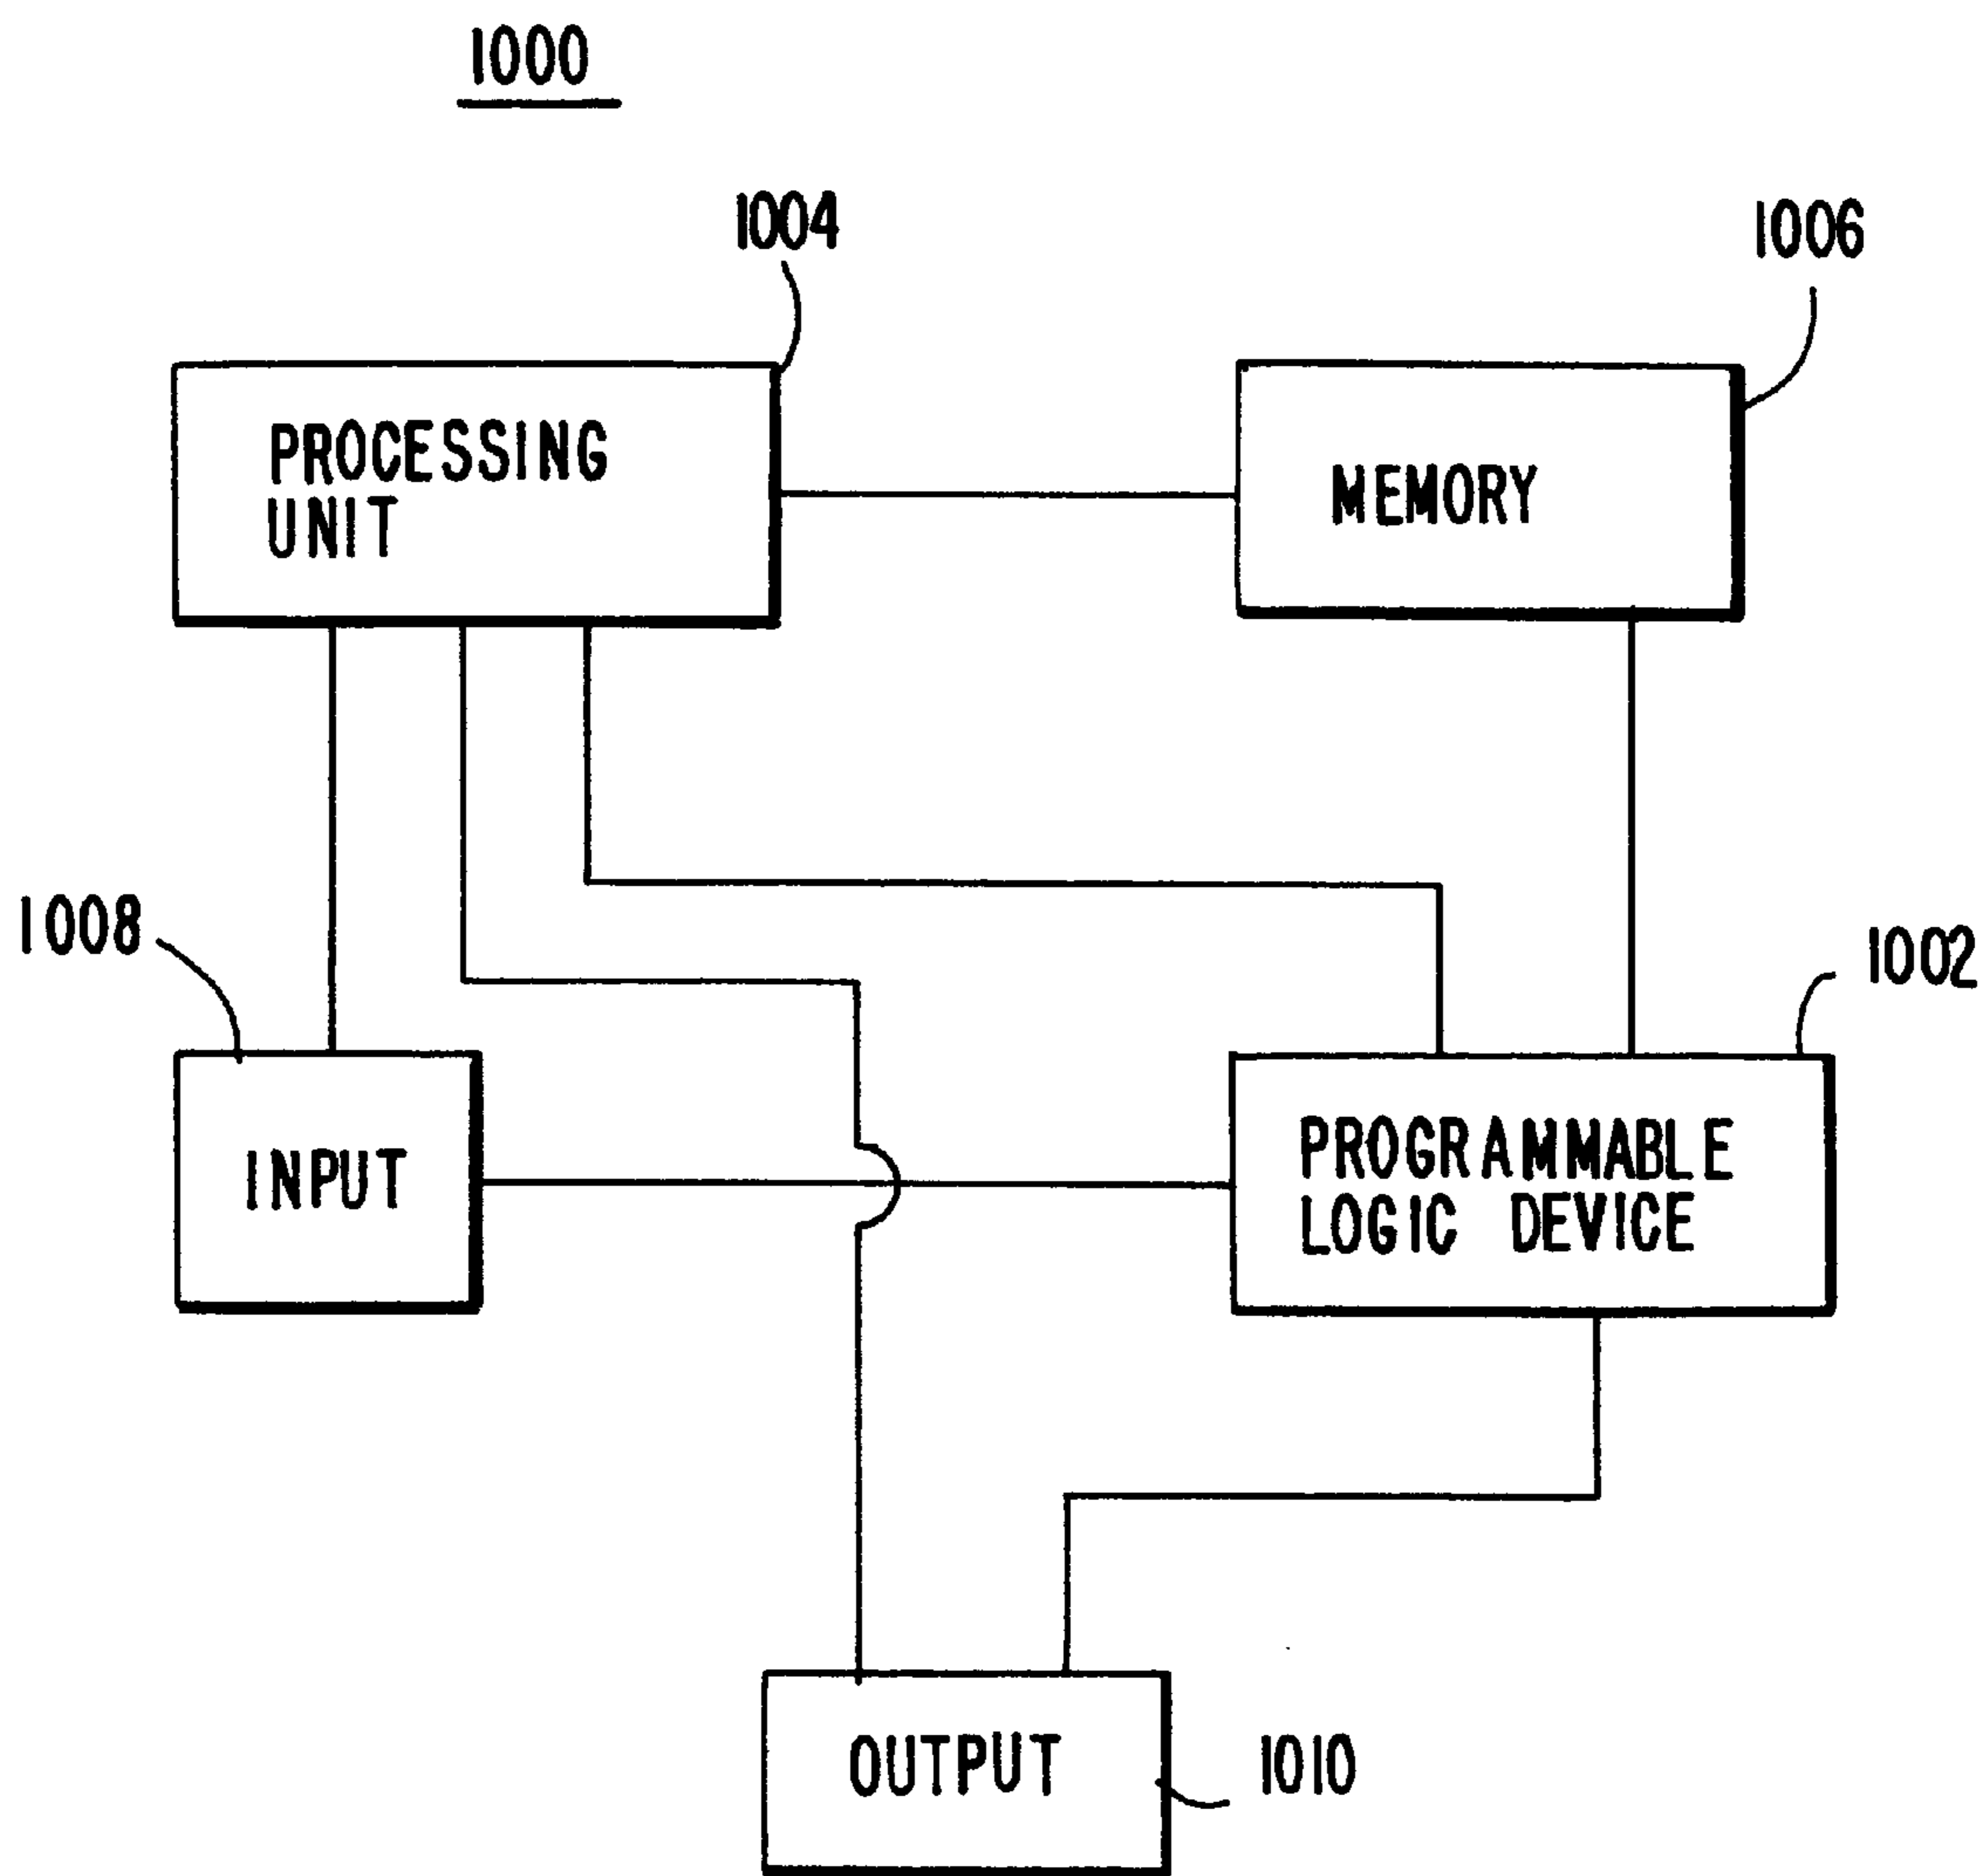 1000
1004
1006
PROCESSING
UNIT
MEMORY
1008
1002
INPUT
PROGRAMMABLE
LOGIC DEVICE
OUTPUT
1010